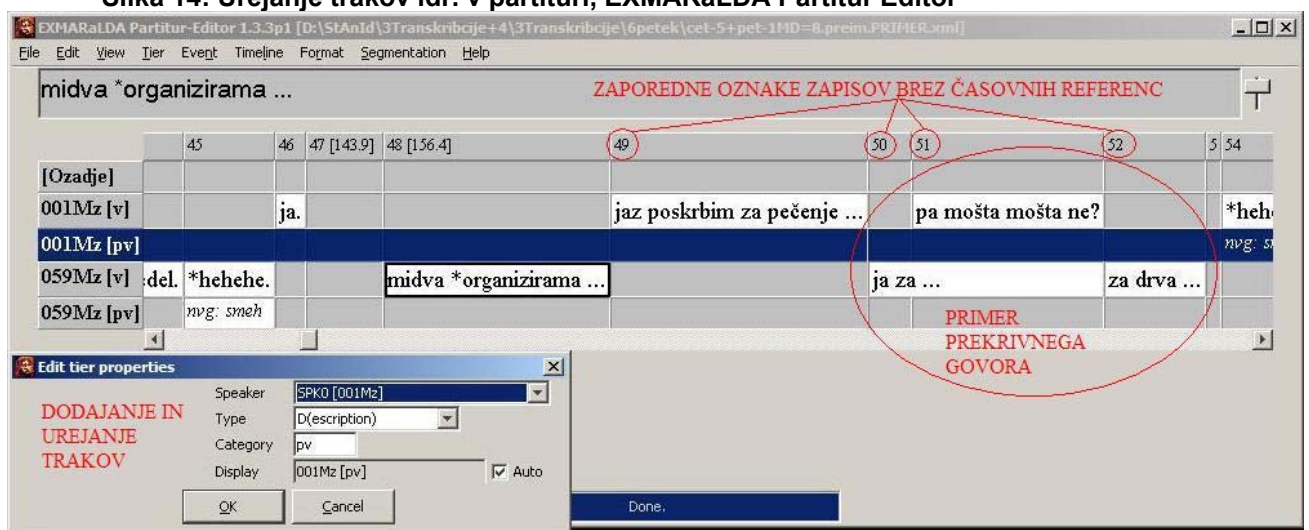 Slika 14: Urejanje trakov idr. v partituri, EXMARaLDA Partitur Editor
EXMARaLDA Partitur-Editor 1.3.3p1 [D:\StAnId\3Transkribcije+4\3Transkribcije\6petek\cet-5+pet-1MD=8.preim.PRIMER.xml]
File Edit View Tier Event Timeline Format Segmentation Help
midva *organizirama ...
ZAPOREDNE OZNAKE ZAPISOV BREZ ČASOVNIH REFERENC
45 46 47 [143.9] 48 [156.4] 49 50 51 52 5 54
[Ozadje]
001Mz [v] ja. jaz poskrbim za pečenje ... pa mošta mošta ne? *heh
001Mz [pv] nvg:
059Mz [v] del. *hehehe. midva *organizirama ... ja za ... za drva ...
059Mz [pv] nvg: smeh
PRIMER
PREKRIVNEGA
GOVORA
Edit tier properties
DODAJANJE IN
UREJANJE
TRAKOV
Speaker SPK0 [001Mz]
Type D(escription)
Category pv
Display 001Mz [pv] Auto
OK Cancel
Done.